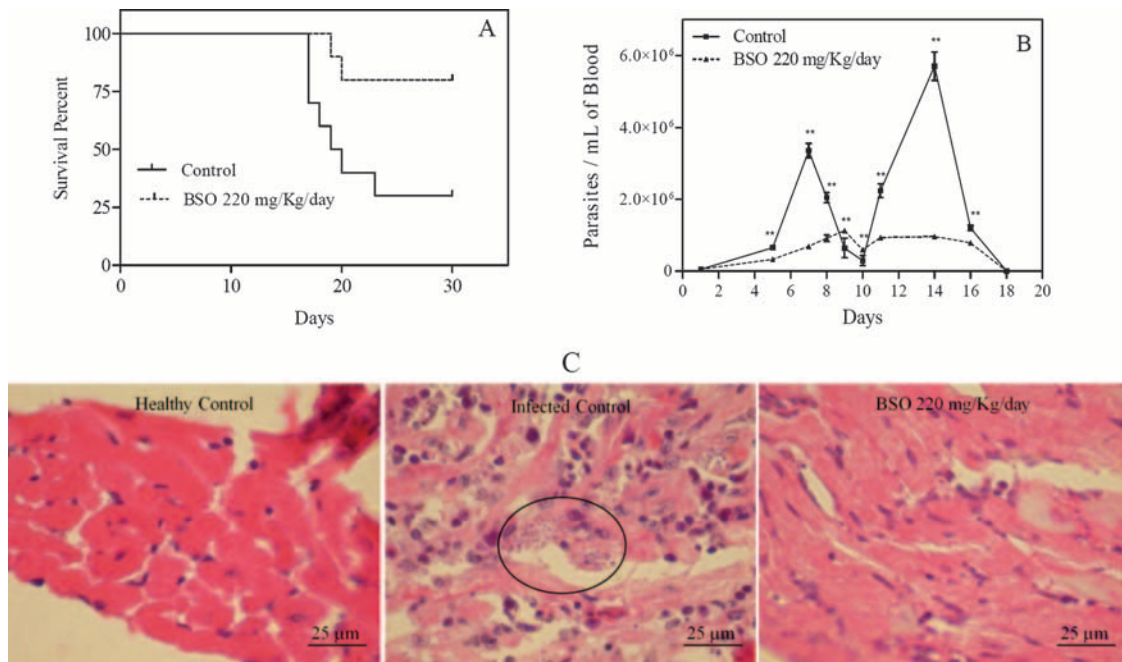 A
100
75
50
25
0
Survival Percent
Control
BSO 220 mg/Kg/day
0 10 20 30
Days
B
Control
BSO 220 mg/Kg/day
6.0×10⁶
4.0×10⁶
2.0×10⁶
0
Parasites / mL of Blood
** ** ** ** ** ** ** **
0 2 4 6 8 10 12 14 16 18 20
Days
C
Healthy Control
25 µm
Infected Control
25 µm
BSO 220 mg/Kg/day
25 µm